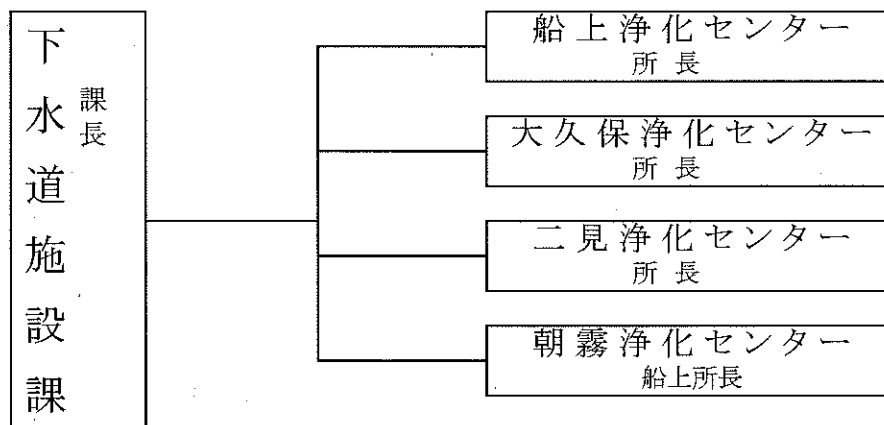 下水道施設課
課長
船上浄化センター
所長
大久保浄化センター
所長
二見浄化センター
所長
朝霧浄化センター
船上所長